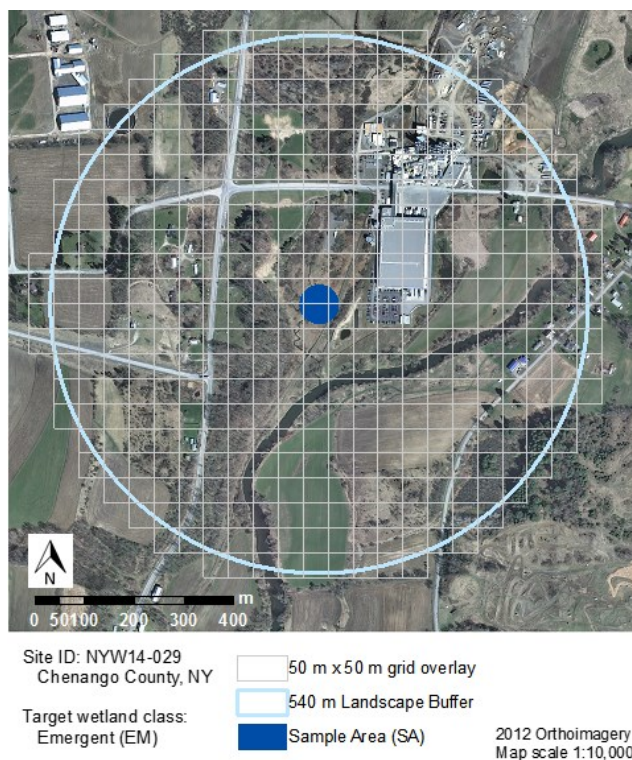 N
m
0 50100 200 300 400
Site ID: NYW14-029
Chenango County, NY
Target wetland class:
Emergent (EM)
50 m x 50 m grid overlay
540 m Landscape Buffer
Sample Area (SA)
2012 Orthoimagery
Map scale 1:10,000